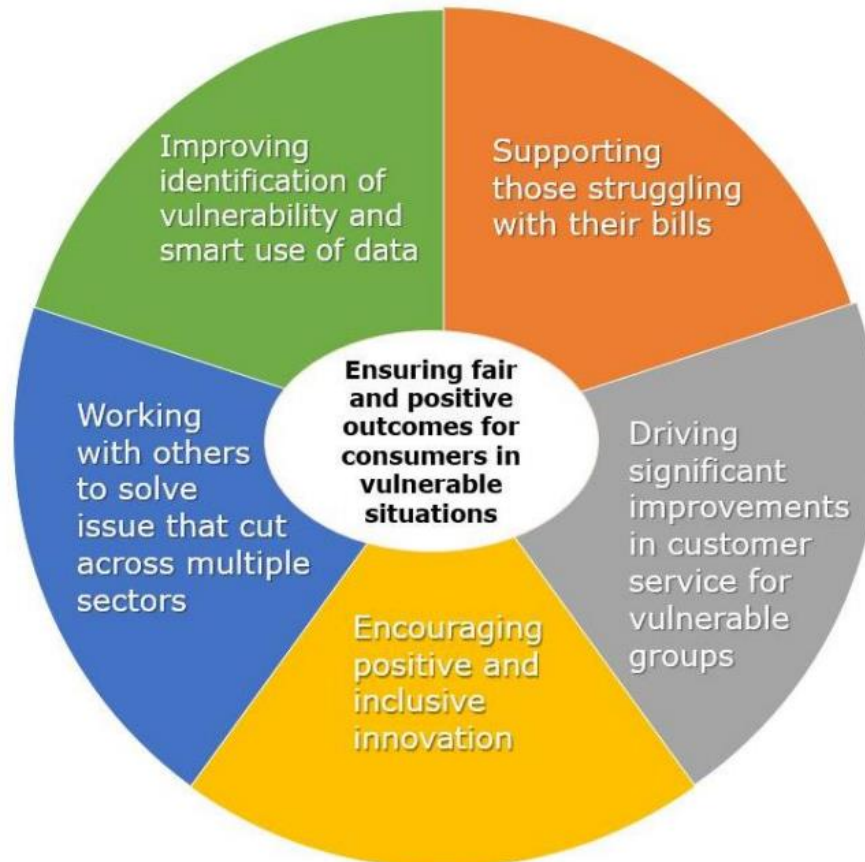 Improving
identification of
vulnerability and
smart use of data
Supporting
those struggling
with their bills
Ensuring fair
and positive
outcomes for
consumers in
vulnerable
situations
Working
with others
to solve
issue that cut
across multiple
sectors
Driving
significant
improvements
in customer
service for
vulnerable
groups
Encouraging
positive and
inclusive
innovation